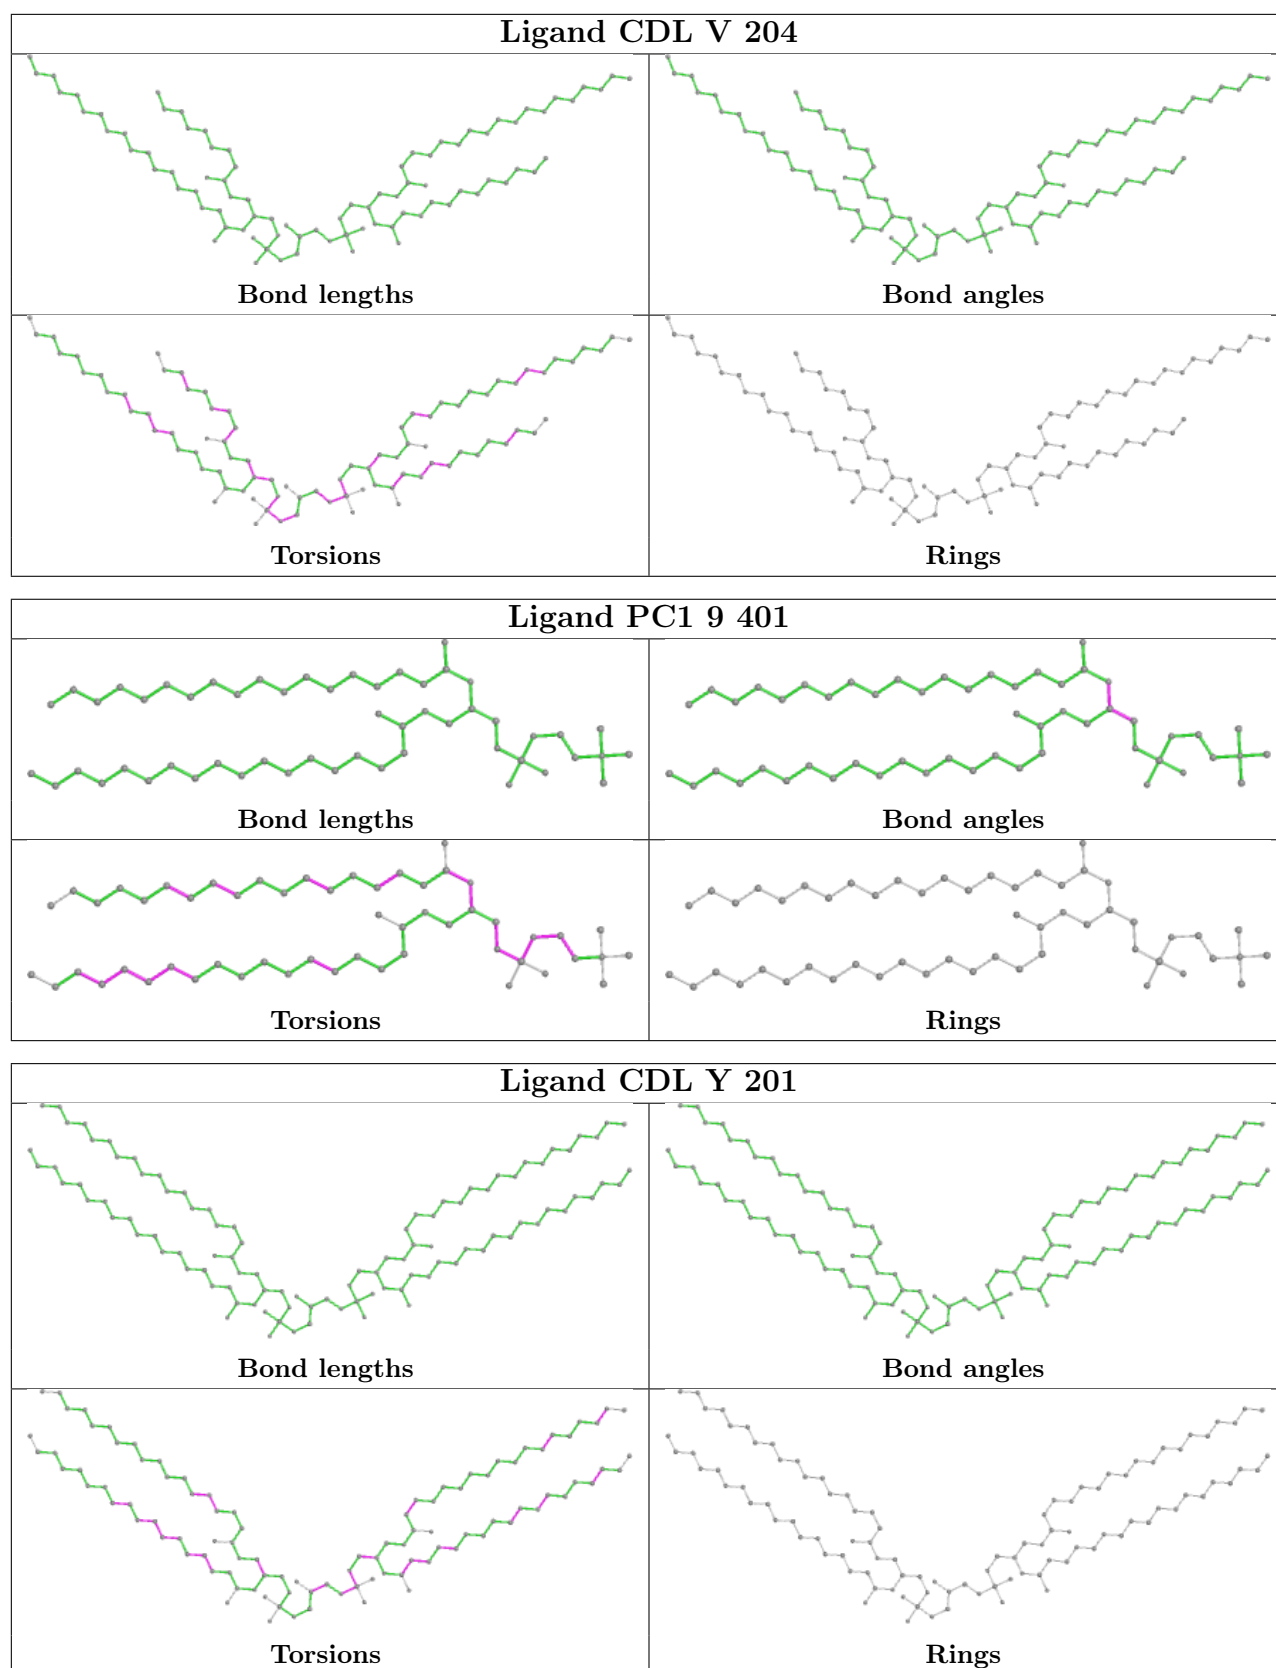 Ligand CDL V 204
Bond lengths Bond angles
Torsions Rings
Ligand PC1 9 401
Bond lengths Bond angles
Torsions Rings
Ligand CDL Y 201
Bond lengths Bond angles
Torsions Rings